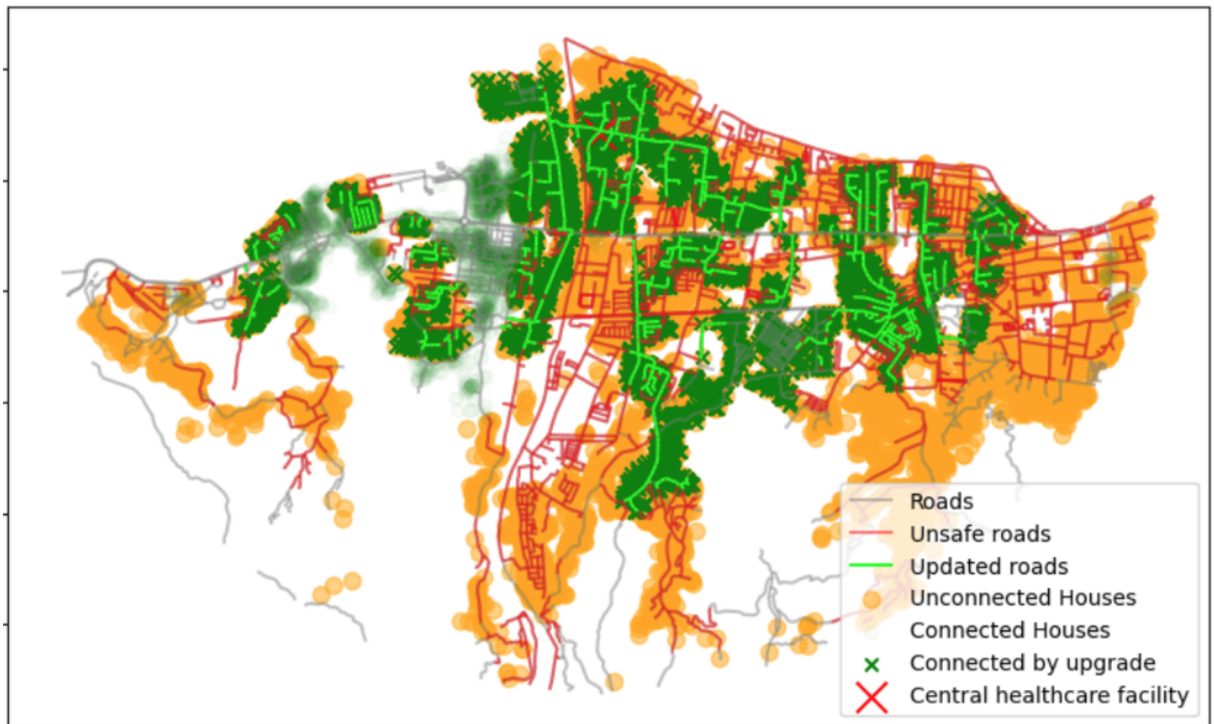 Roads
Unsafe roads
Updated roads
Unconnected Houses
Connected Houses
Connected by upgrade
Central healthcare facility